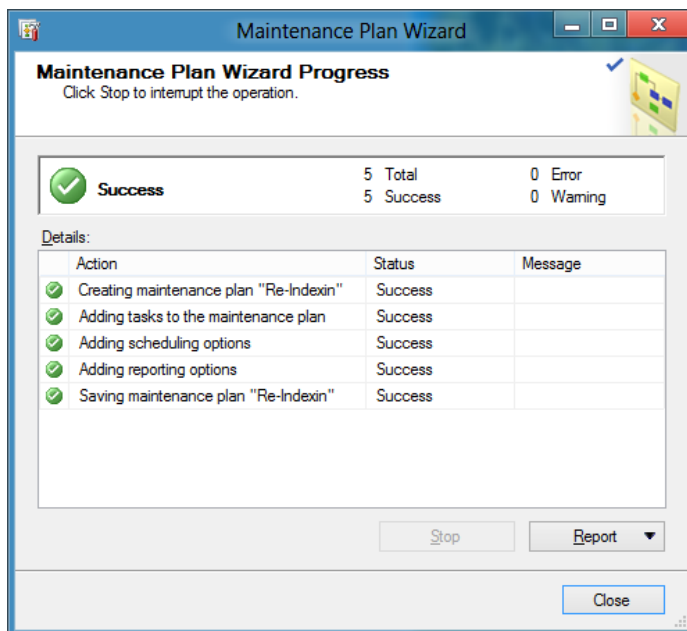 Maintenance Plan Wizard
Maintenance Plan Wizard Progress
Click Stop to interrupt the operation.
Success
5 Total
0 Error
5 Success
0 Warning
Details:
Action Status Message
Creating maintenance plan "Re-Indexin" Success
Adding tasks to the maintenance plan Success
Adding scheduling options Success
Adding reporting options Success
Saving maintenance plan "Re-Indexin" Success
Stop Report
Close